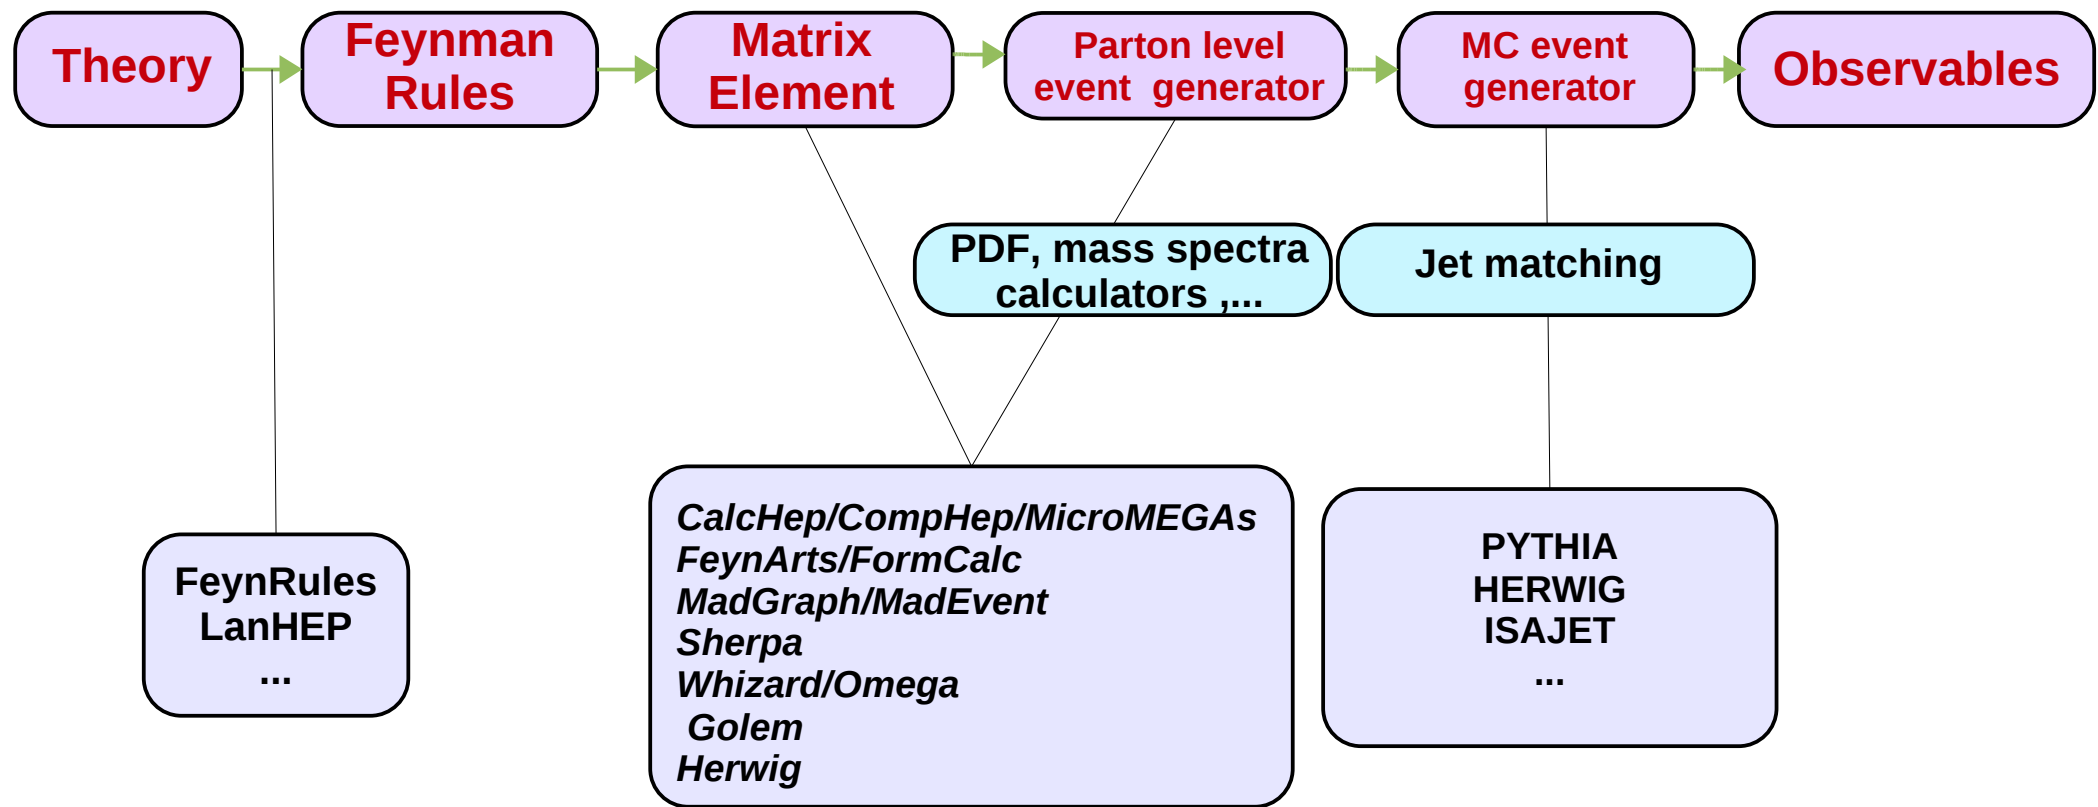 Theory
Feynman
Rules
Matrix
Element
Parton level
event generator
MC event
generator
Observables
PDF, mass spectra
calculators ,...
Jet matching
FeynRules
LanHEP
...
CalcHep/CompHep/MicroMEGAs
FeynArts/FormCalc
MadGraph/MadEvent
Sherpa
Whizard/Omega
Golem
Herwig
PYTHIA
HERWIG
ISAJET
...